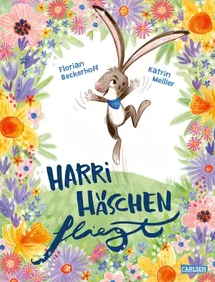 Florian
Beckerhoff
Katrin
Meiller
HARRI
HÄSCHEN
fliegt
CARLSEN